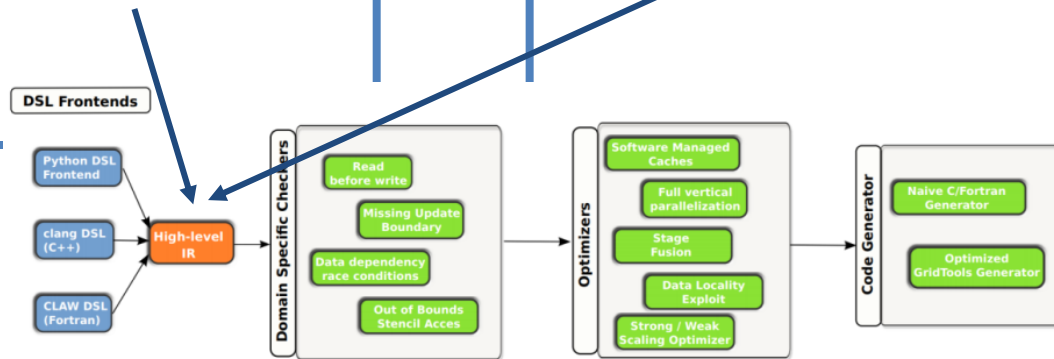 DSL Frontends
Python DSL
Frontend
clang DSL
(C++)
CLAW DSL
(Fortran)
High-level
IR
Domain Specific Checkers
Read
before write
Missing Update
Boundary
Data dependency
race conditions
Out of Bounds
Stencil Acces
Optimizers
Software Managed
Caches
Full vertical
parallelization
Stage
Fusion
Data Locality
Exploit
Strong / Weak
Scaling Optimizer
Code Generator
Naive C/Fortran
Generator
Optimized
GridTools Generator